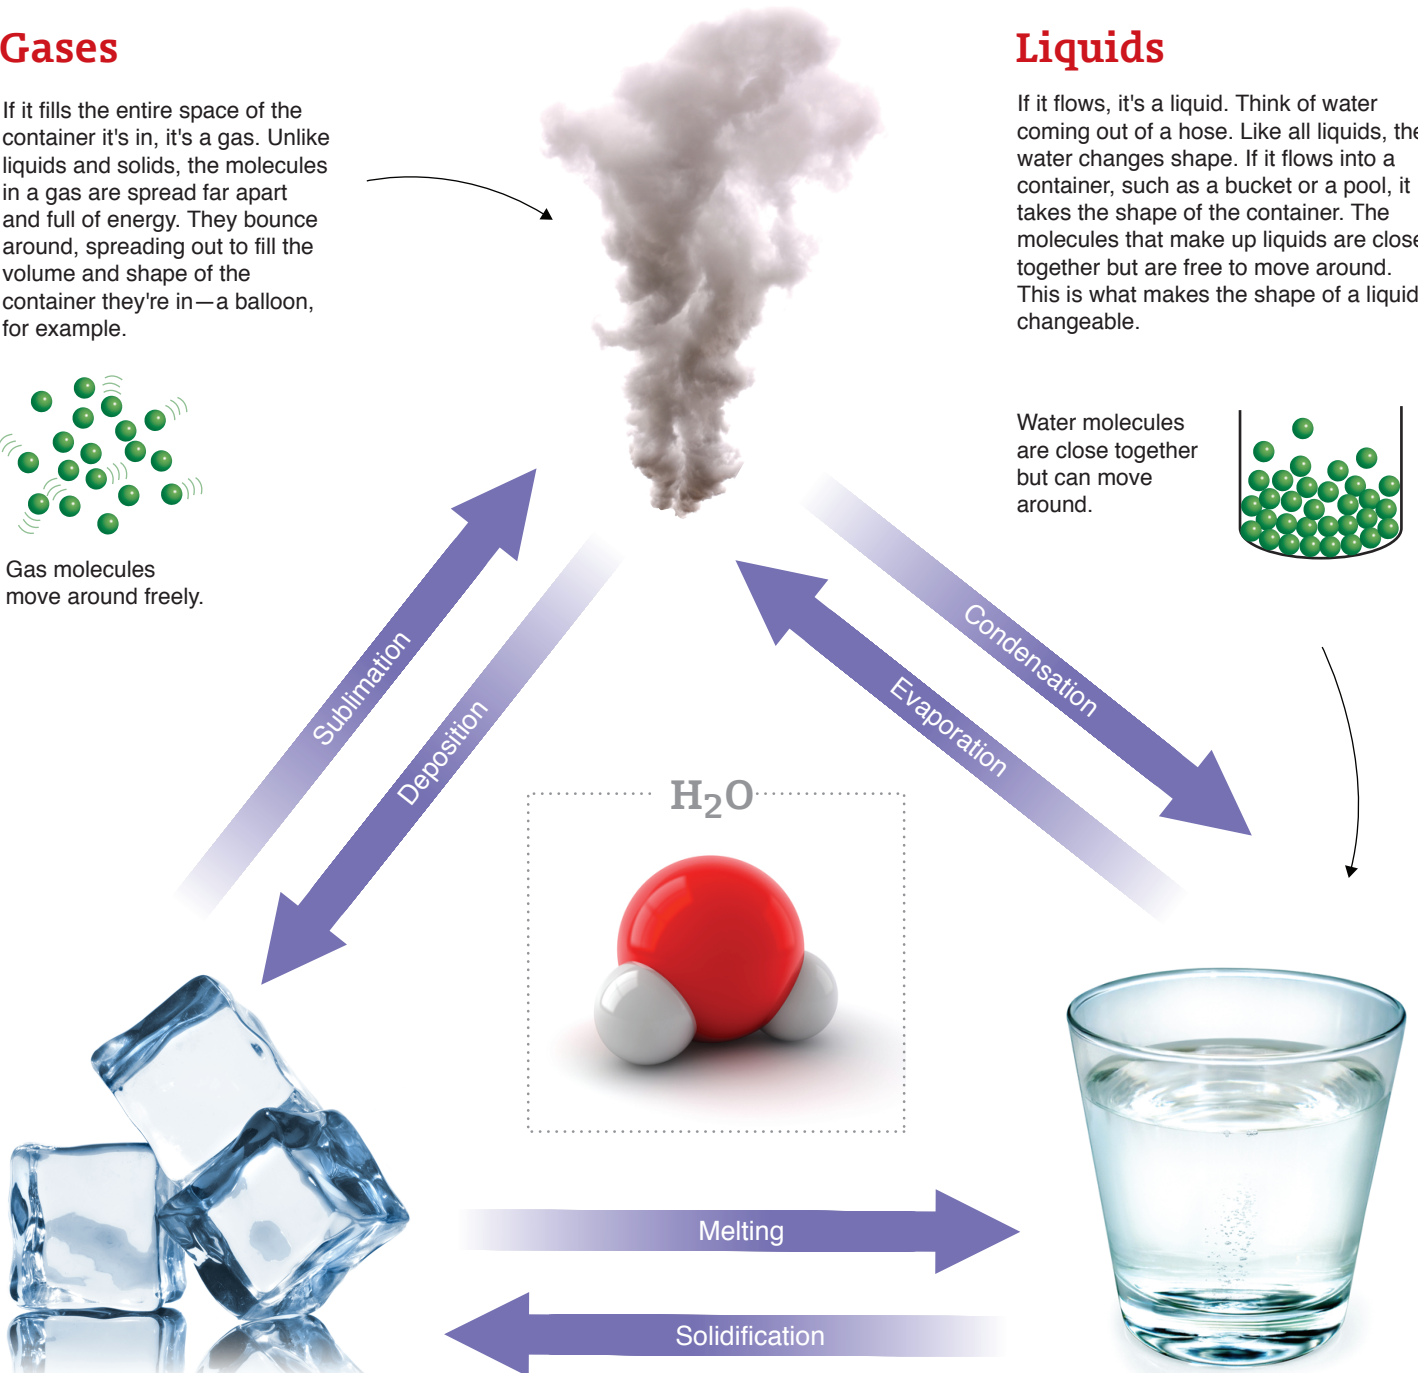 Gases
If it fills the entire space of the
container it's in, it's a gas. Unlike
liquids and solids, the molecules
in a gas are spread far apart
and full of energy. They bounce
around, spreading out to fill the
volume and shape of the
container they're in—a balloon,
for example.
Gas molecules
move around freely.
Liquids
If it flows, it's a liquid. Think of water
coming out of a hose. Like all liquids, the
water changes shape. If it flows into a
container, such as a bucket or a pool, it
takes the shape of the container. The
molecules that make up liquids are close
together but are free to move around.
This is what makes the shape of a liquid
changeable.
Water molecules
are close together
but can move
around.
Sublimation
Deposition
Condensation
Evaporation
H₂O
Melting
Solidification